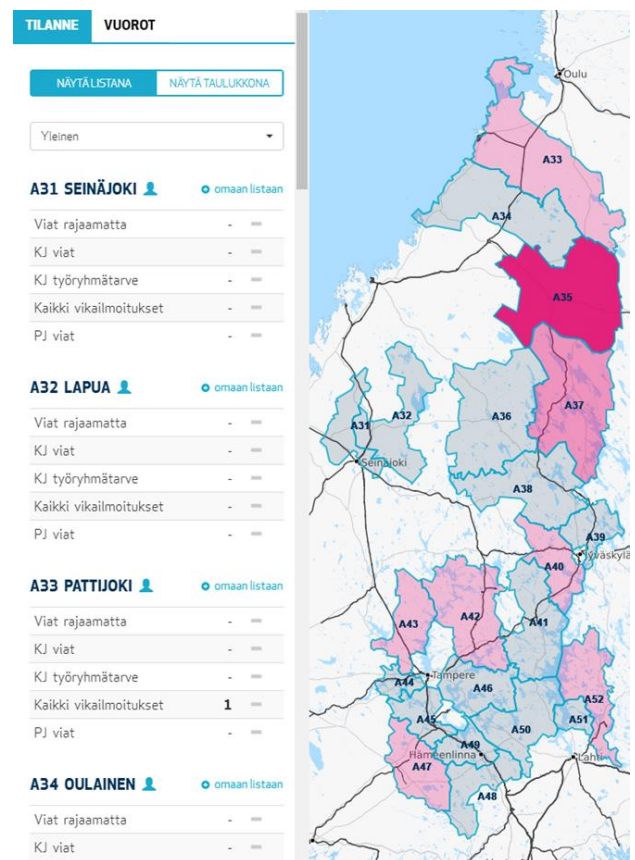 TILANNE VUOROT
NÄYTÄ LISTANA NÄYTÄ TAULUKKONA
Yleinen
A31 SEINÄJOKI omaan listaan
Viat rajaamatta -
KJ viat -
KJ työryhmätarve -
Kaikki vikailmoitukset -
PJ viat -
A32 LAPUA omaan listaan
Viat rajaamatta -
KJ viat -
KJ työryhmätarve -
Kaikki vikailmoitukset -
PJ viat -
A33 PATTIJOKI omaan listaan
Viat rajaamatta -
KJ viat -
KJ työryhmätarve -
Kaikki vikailmoitukset 1
PJ viat -
A34 OULAINEN omaan listaan
Viat rajaamatta -
KJ viat -
Oulu
A33
A34
A35
A37
A36
A32
A31
Seinäjoki
A38
A39
Jyväskylä
A40
A41
A42
A43
Tampere
A44
A46
A52
A45
A50
A51
A49
Hämeenlinna
Lahti
A47
A48